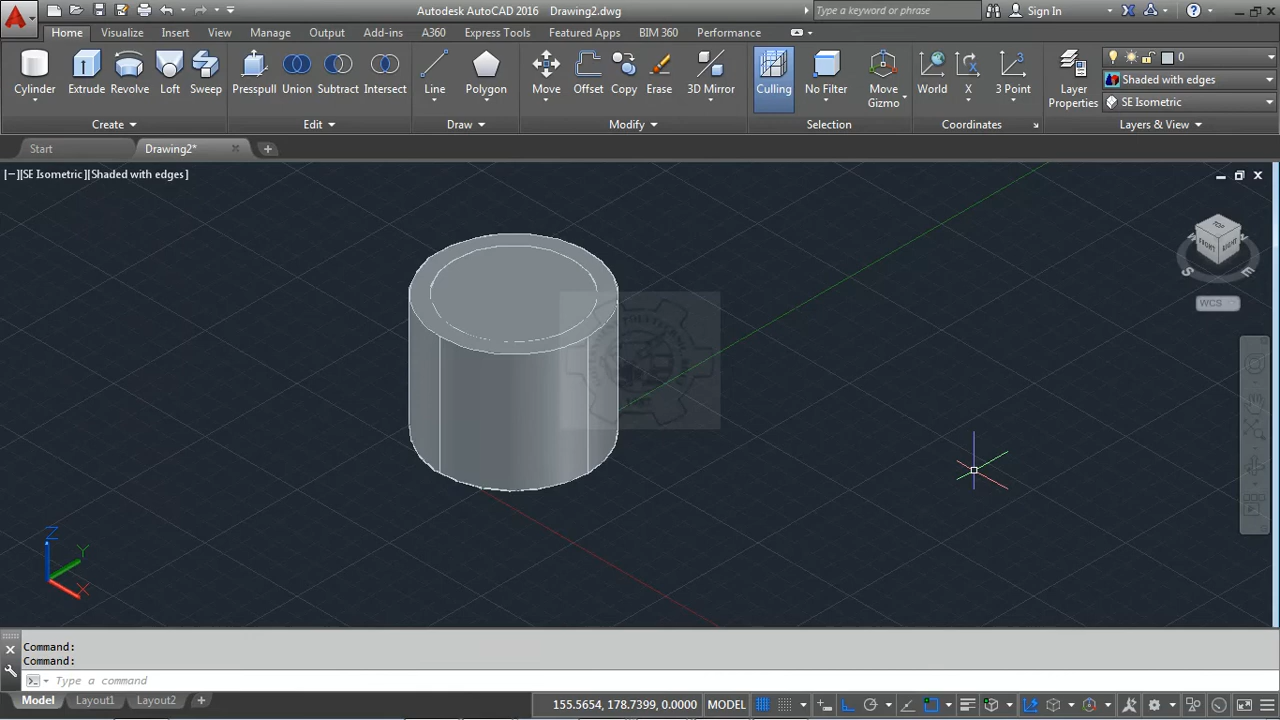 Autodesk AutoCAD 2016 Drawing2.dwg
Type a keyword or phrase
Sign In
Home Visualize Insert View Manage Output Add-ins A360 Express Tools Featured Apps BIM 360 Performance
Cylinder Extrude Revolve Loft Sweep
Create
Presspull Union Subtract Intersect
Edit
Line Polygon
Draw
Move Offset Copy Erase 3D Mirror
Modify
Culling No Filter Move Gizmo
Selection
World X 3 Point
Coordinates
Layer Properties
0
Shaded with edges
SE Isometric
Layers & View
Start Drawing2*
[−][SE Isometric][Shaded with edges]
TOP
FRONT RIGHT
W N S E
WCS
Z
Y
X
Command:
Command:
Type a command
Model Layout1 Layout2
155.5654, 178.7399, 0.0000 MODEL